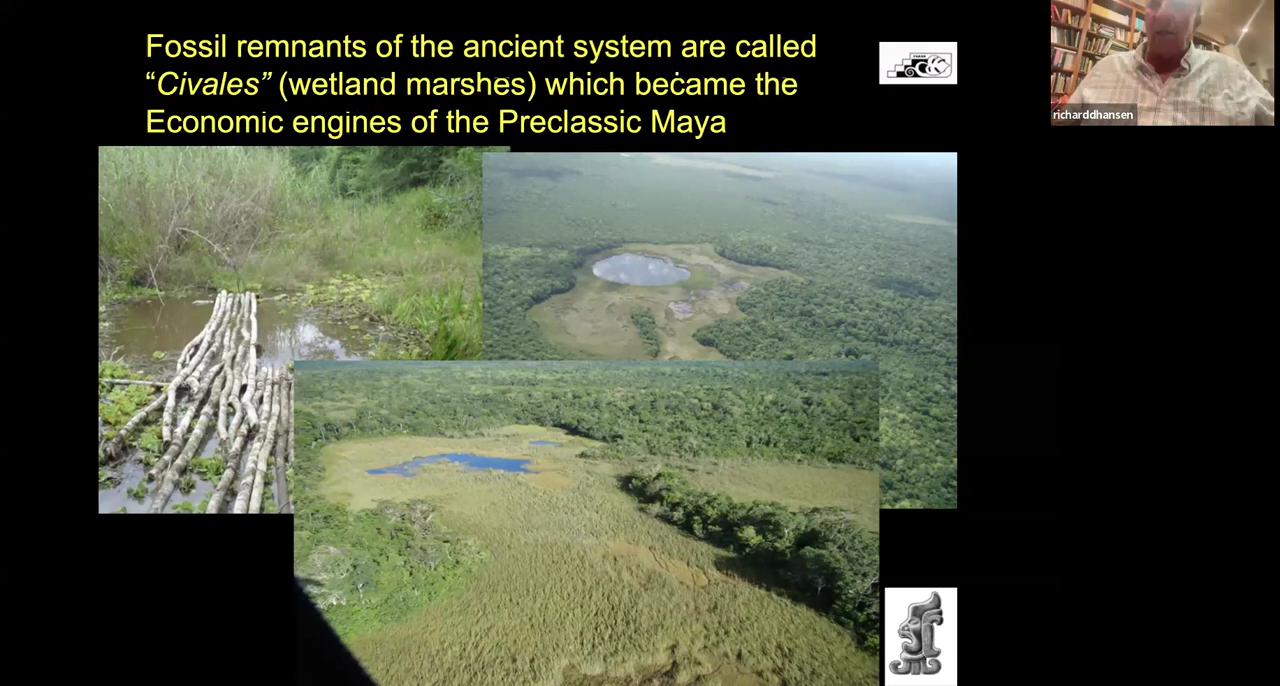 Fossil remnants of the ancient system are called
“Civales” (wetland marshes) which became the
Economic engines of the Preclassic Maya
richarddhansen